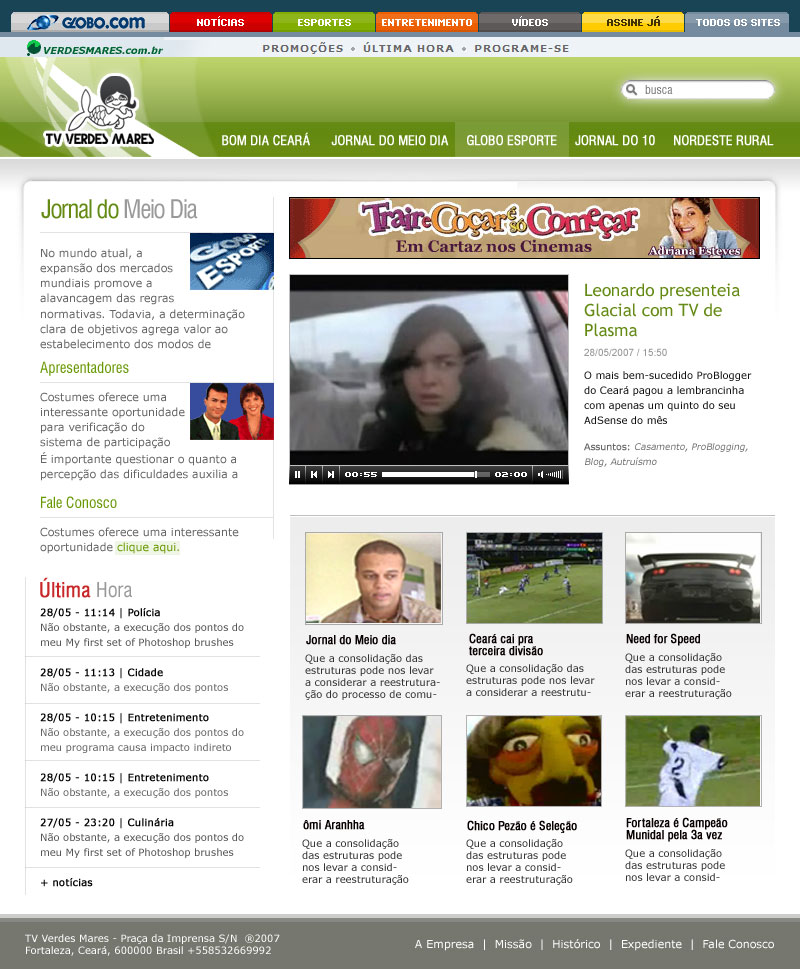 GLOBO.COM
NOTÍCIAS
ESPORTES
ENTRETENIMENTO
VÍDEOS
ASSINE JÁ
TODOS OS SITES
VERDESMARES.com.br
PROMOÇÕES • ÚLTIMA HORA • PROGRAME-SE
TV VERDES MARES
busca
BOM DIA CEARÁ
JORNAL DO MEIO DIA
GLOBO ESPORTE
JORNAL DO 10
NORDESTE RURAL
Jornal do Meio Dia
GLOBO
ESPORTE
No mundo atual, a
expansão dos mercados
mundiais promove a
alavancagem das regras
normativas. Todavia, a determinação
clara de objetivos agrega valor ao
estabelecimento dos modos de
Apresentadores
Costumes oferece uma
interessante oportunidade
para verificação do
sistema de participação
É importante questionar o quanto a
percepção das dificuldades auxilia a
Fale Conosco
Costumes oferece uma interessante
oportunidade clique aqui.
Última Hora
28/05 - 11:14 | Polícia
Não obstante, a execução dos pontos do
meu My first set of Photoshop brushes
28/05 - 11:13 | Cidade
Não obstante, a execução dos pontos
28/05 - 10:15 | Entretenimento
Não obstante, a execução dos pontos do
meu programa causa impacto indireto
28/05 - 10:15 | Entretenimento
Não obstante, a execução dos pontos
27/05 - 23:20 | Culinária
Não obstante, a execução dos pontos do
meu My first set of Photoshop brushes
+ notícias
Trair e Coçar é só Começar
Em Cartaz nos Cinemas
Adriana Esteves
00:55
02:00
Leonardo presenteia
Glacial com TV de
Plasma
28/05/2007 / 15:50
O mais bem-sucedido ProBlogger
do Ceará pagou a lembrancinha
com apenas um quinto do seu
AdSense do mês
Assuntos: Casamento, ProBlogging,
Blog, Autruísmo
Jornal do Meio dia
Que a consolidação das
estruturas pode nos levar
a considerar a reestrutura-
ção do processo de comu-
Ceará cai pra
terceira divisão
Que a consolidação das
estruturas pode nos levar
a considerar a reestrutu-
Need for Speed
Que a consolidação
das estruturas pode
nos levar a consid-
erar a reestruturação
ômi Aranhha
Que a consolidação
das estruturas pode
nos levar a consid-
erar a reestruturação
Chico Pezão é Seleção
Que a consolidação
das estruturas pode
nos levar a consid-
erar a reestruturação
2
Fortaleza é Campeão
Munidal pela 3a vez
Que a consolidação
das estruturas pode
nos levar a consid-
TV Verdes Mares - Praça da Imprensa S/N ®2007
Fortaleza, Ceará, 600000 Brasil +558532669992
A Empresa | Missão | Histórico | Expediente | Fale Conosco